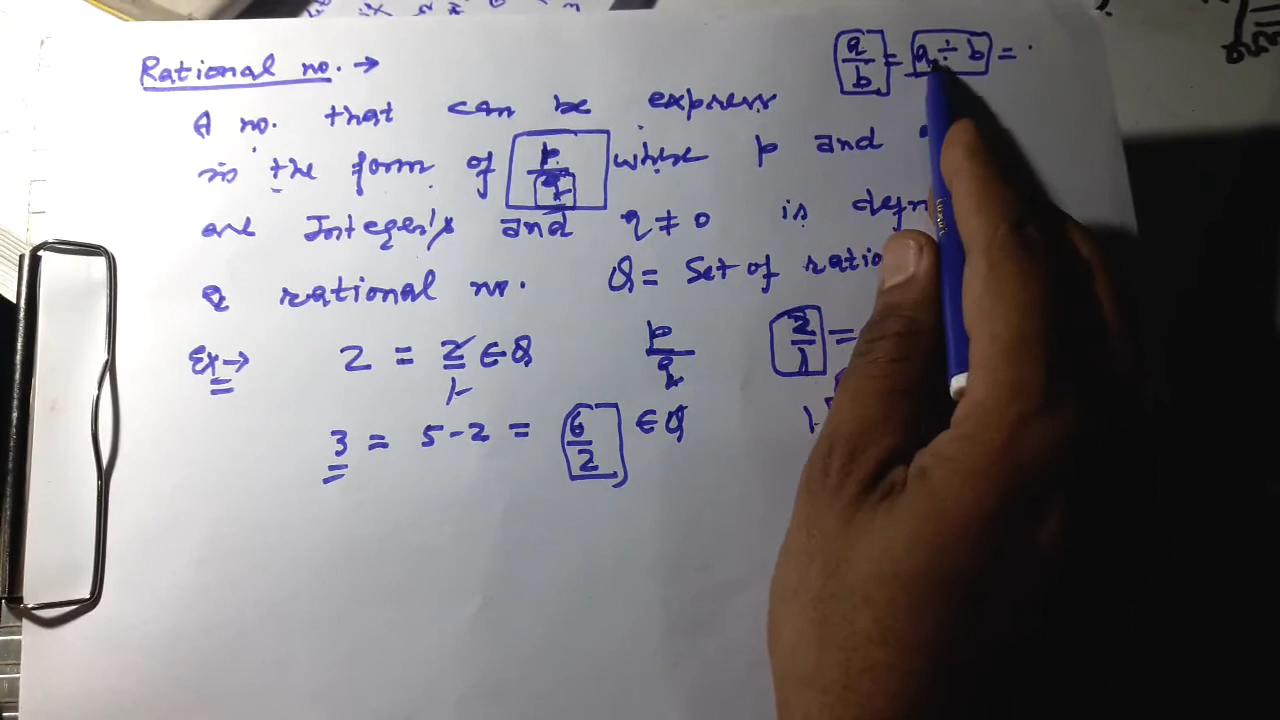 Rational no. →
a/b = a ÷ b =
A no. that can be express
in the form of p/q where p and
are Integer's and q ≠ 0 is
a rational no. Q = Set of
Ex → 2 = 2/1 ∈ Q p/q 2/1 =
3 = 5-2 = 6/2 ∈ Q